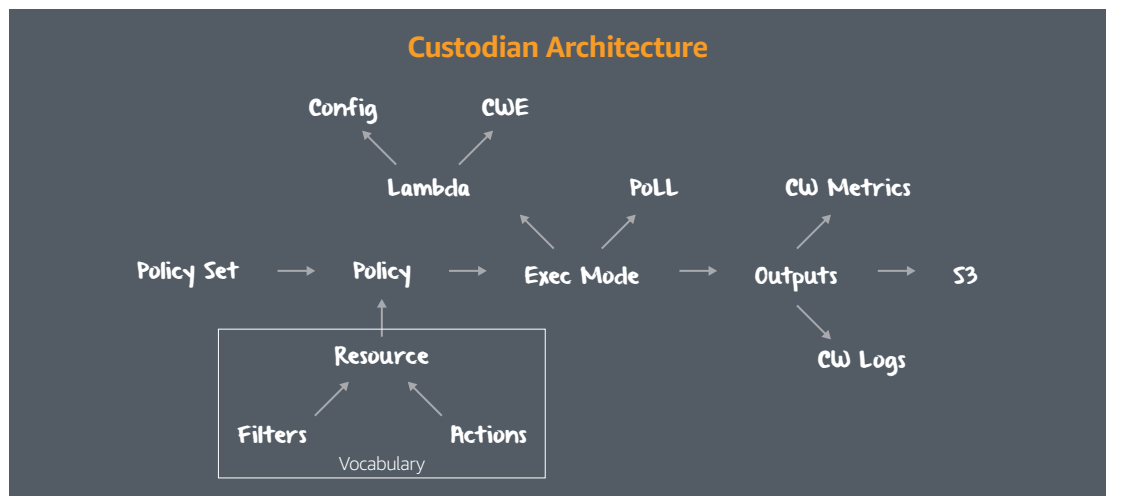 Custodian Architecture
Config
CWE
Lambda
PoLL
CW Metrics
Policy Set
Policy
Exec Mode
Outputs
S3
Resource
CW Logs
Filters
Actions
Vocabulary